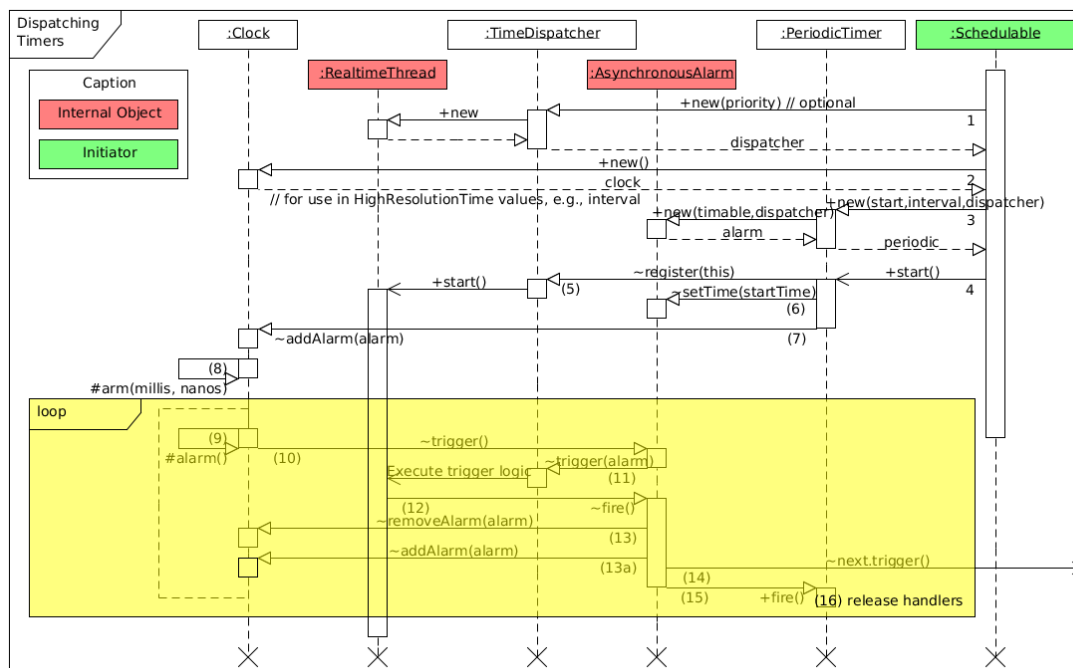 Dispatching
Timers
:Clock
:TimeDispatcher
:PeriodicTimer
:Schedulable
:RealtimeThread
:AsynchronousAlarm
Caption
Internal Object
Initiator
+new(priority) // optional
1
+new
dispatcher
+new()
2
clock
// for use in HighResolutionTime values, e.g., interval
+new(start,interval,dispatcher)
3
+new(timable,dispatcher)
alarm
periodic
~register(this)
+start()
+start()
(5)
4
~setTime(startTime)
(6)
~addAlarm(alarm)
(7)
(8)
#arm(millis, nanos)
loop
(9)
~trigger()
#alarm()
(10)
~trigger(alarm)
Execute trigger logic
(11)
(12)
~fire()
~removeAlarm(alarm)
(13)
~addAlarm(alarm)
(13a)
~next.trigger()
(14)
(15)
+fire()
(16) release handlers